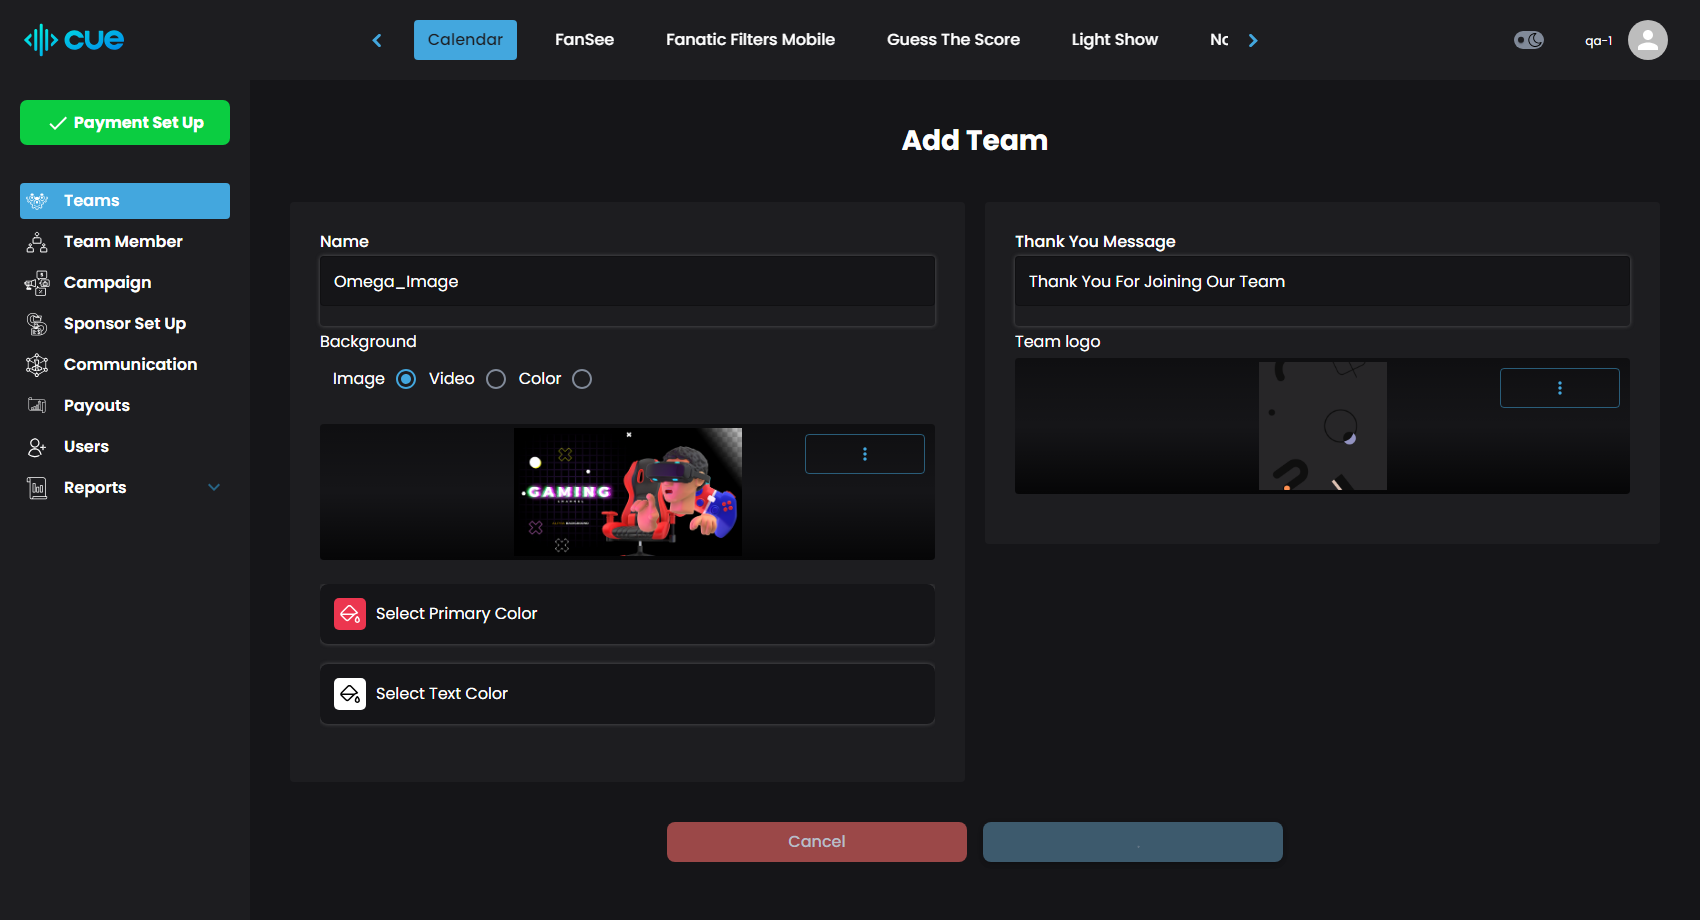 cue
Calendar
FanSee
Fanatic Filters Mobile
Guess The Score
Light Show
qa-1
Payment Set Up
Teams
Team Member
Campaign
Sponsor Set Up
Communication
Payouts
Users
Reports
Add Team
Name
Omega_Image
Background
Image
Video
Color
GAMING
CHANNEL
Select Primary Color
Select Text Color
Thank You Message
Thank You For Joining Our Team
Team logo
Cancel